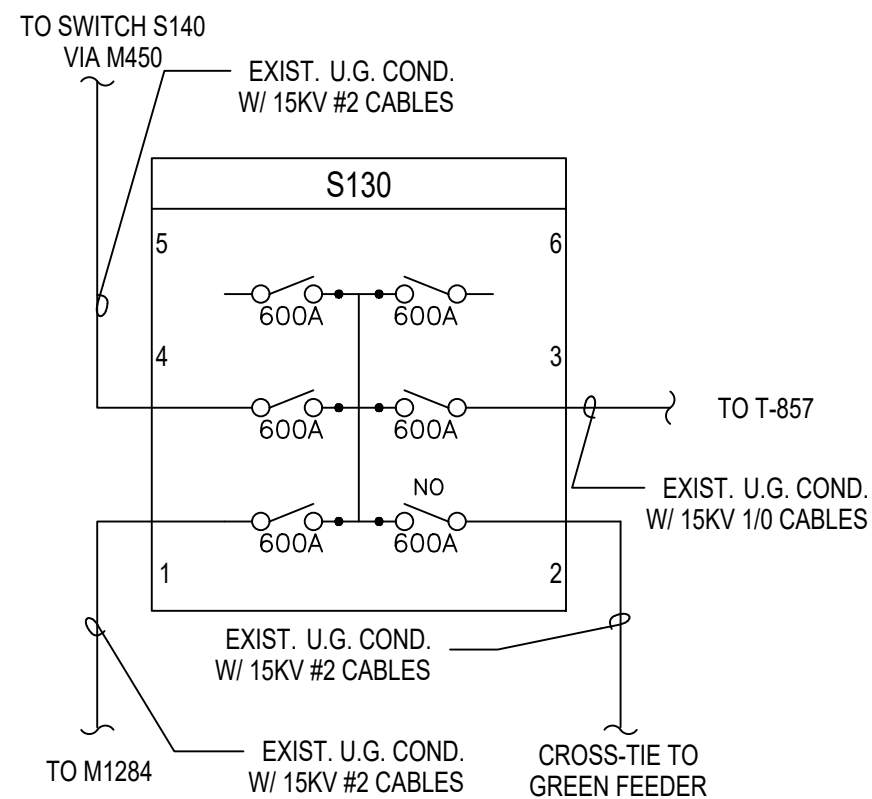 TO SWITCH S140
VIA M450
EXIST. U.G. COND.
W/ 15KV #2 CABLES
S130
5
6
600A
600A
4
3
600A
600A
TO T-857
NO
EXIST. U.G. COND.
W/ 15KV 1/0 CABLES
600A
600A
1
2
EXIST. U.G. COND.
W/ 15KV #2 CABLES
TO M1284
EXIST. U.G. COND.
W/ 15KV #2 CABLES
CROSS-TIE TO
GREEN FEEDER